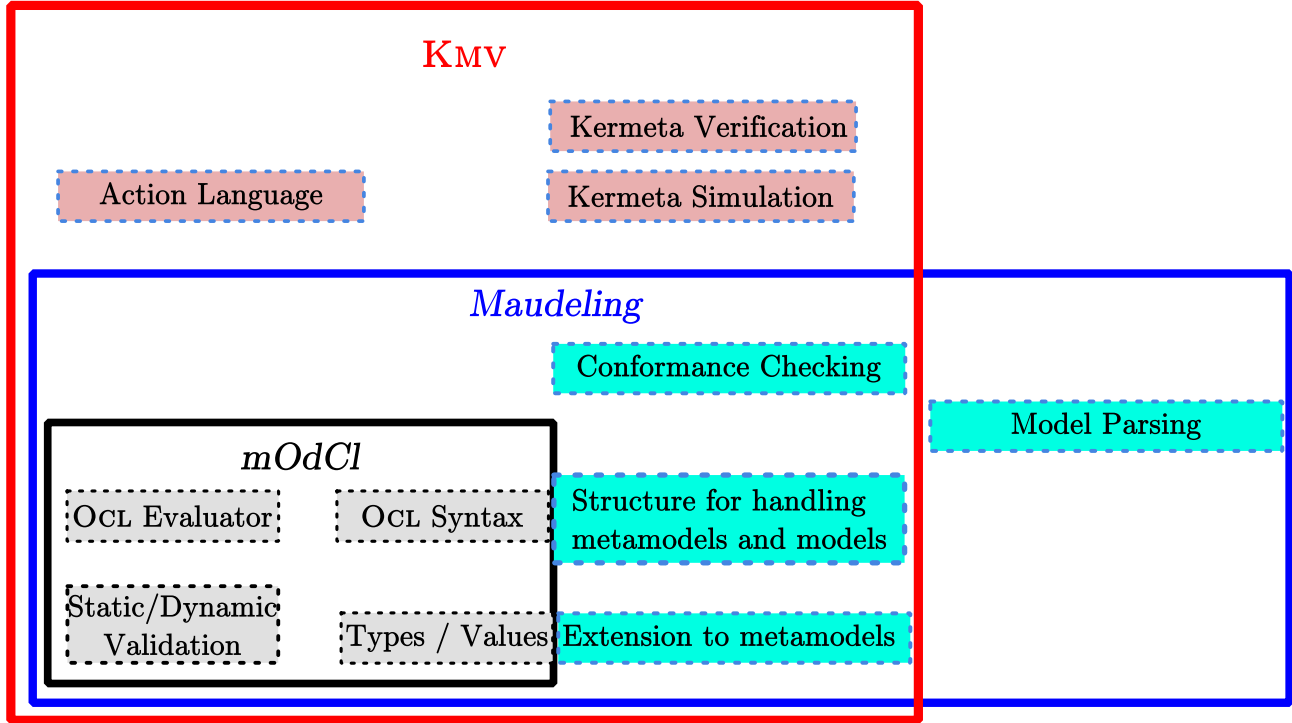 KMV
Kermeta Verification
Action Language
Kermeta Simulation
Maudeling
Conformance Checking
Model Parsing
mOdCl
OCL Evaluator
OCL Syntax
Structure for handling
metamodels and models
Static/Dynamic
Validation
Types / Values
Extension to metamodels